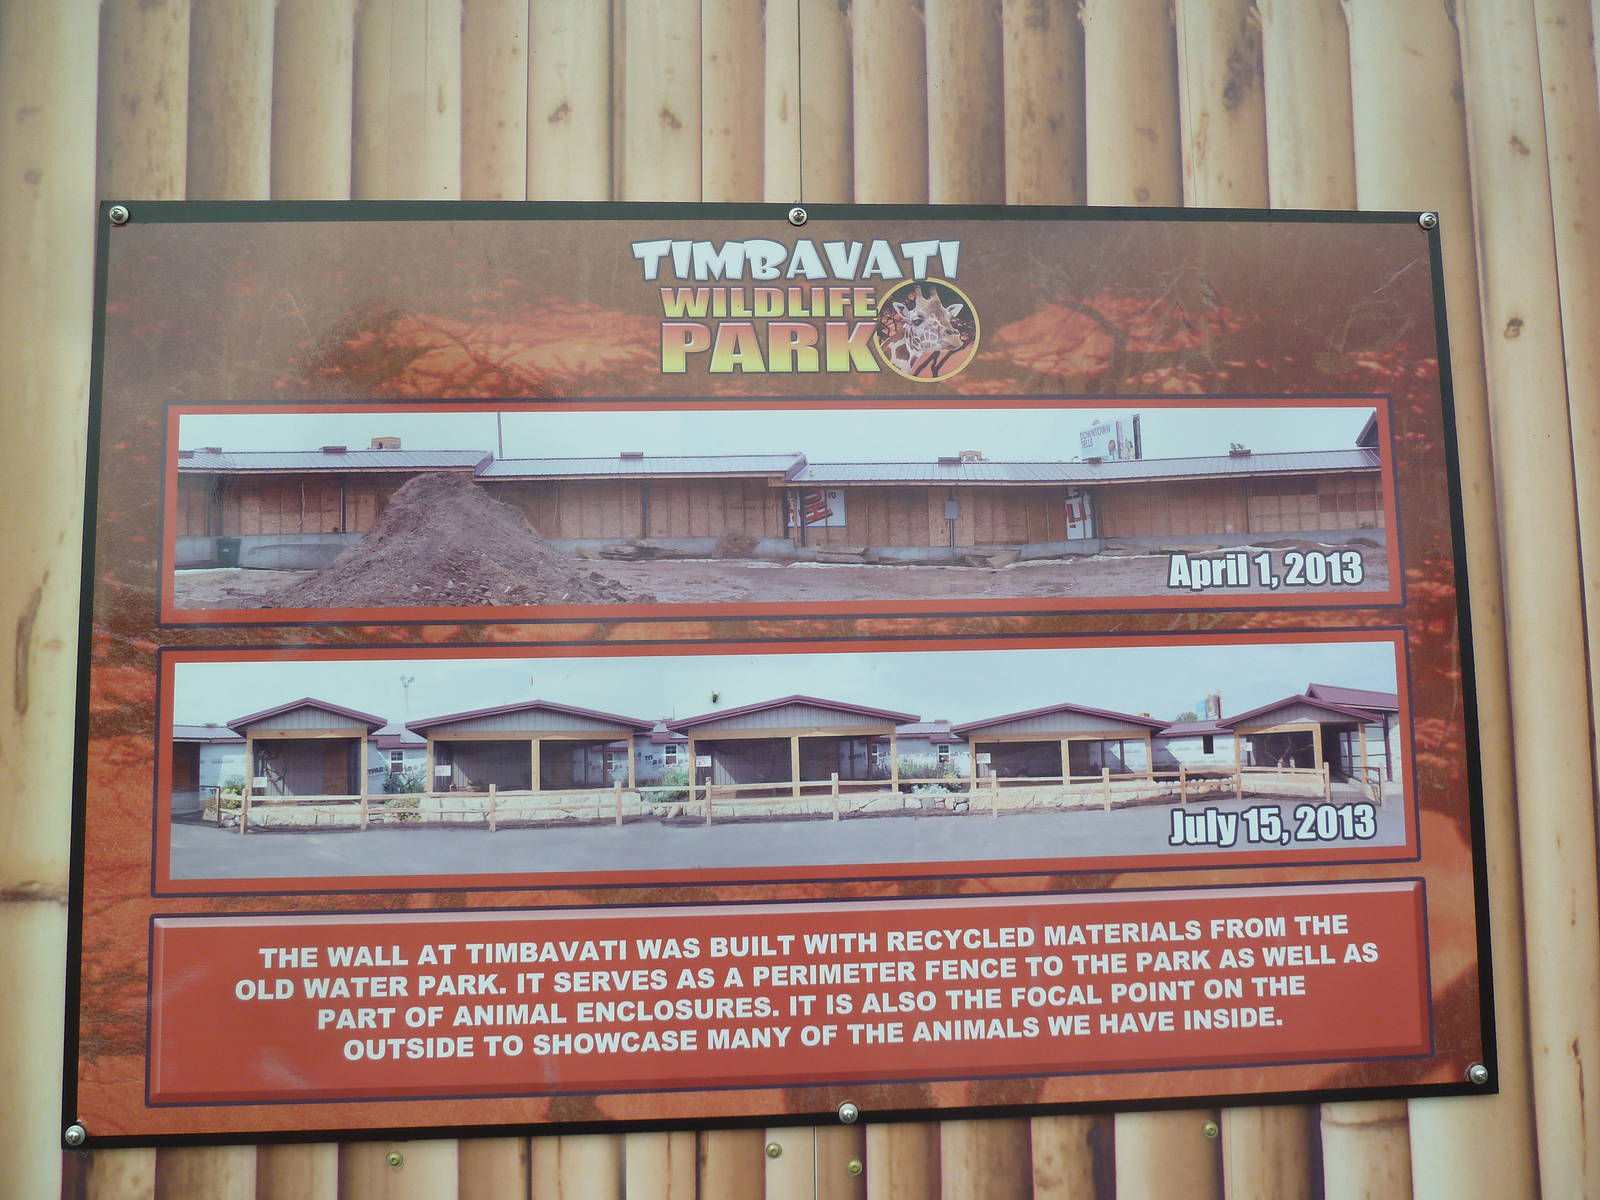 TIMBAVATI
WILDLIFE
PARK
DOWNTOWN
DELLS
April 1, 2013
July 15, 2013
THE WALL AT TIMBAVATI WAS BUILT WITH RECYCLED MATERIALS FROM THE
OLD WATER PARK. IT SERVES AS A PERIMETER FENCE TO THE PARK AS WELL AS
PART OF ANIMAL ENCLOSURES. IT IS ALSO THE FOCAL POINT ON THE
OUTSIDE TO SHOWCASE MANY OF THE ANIMALS WE HAVE INSIDE.